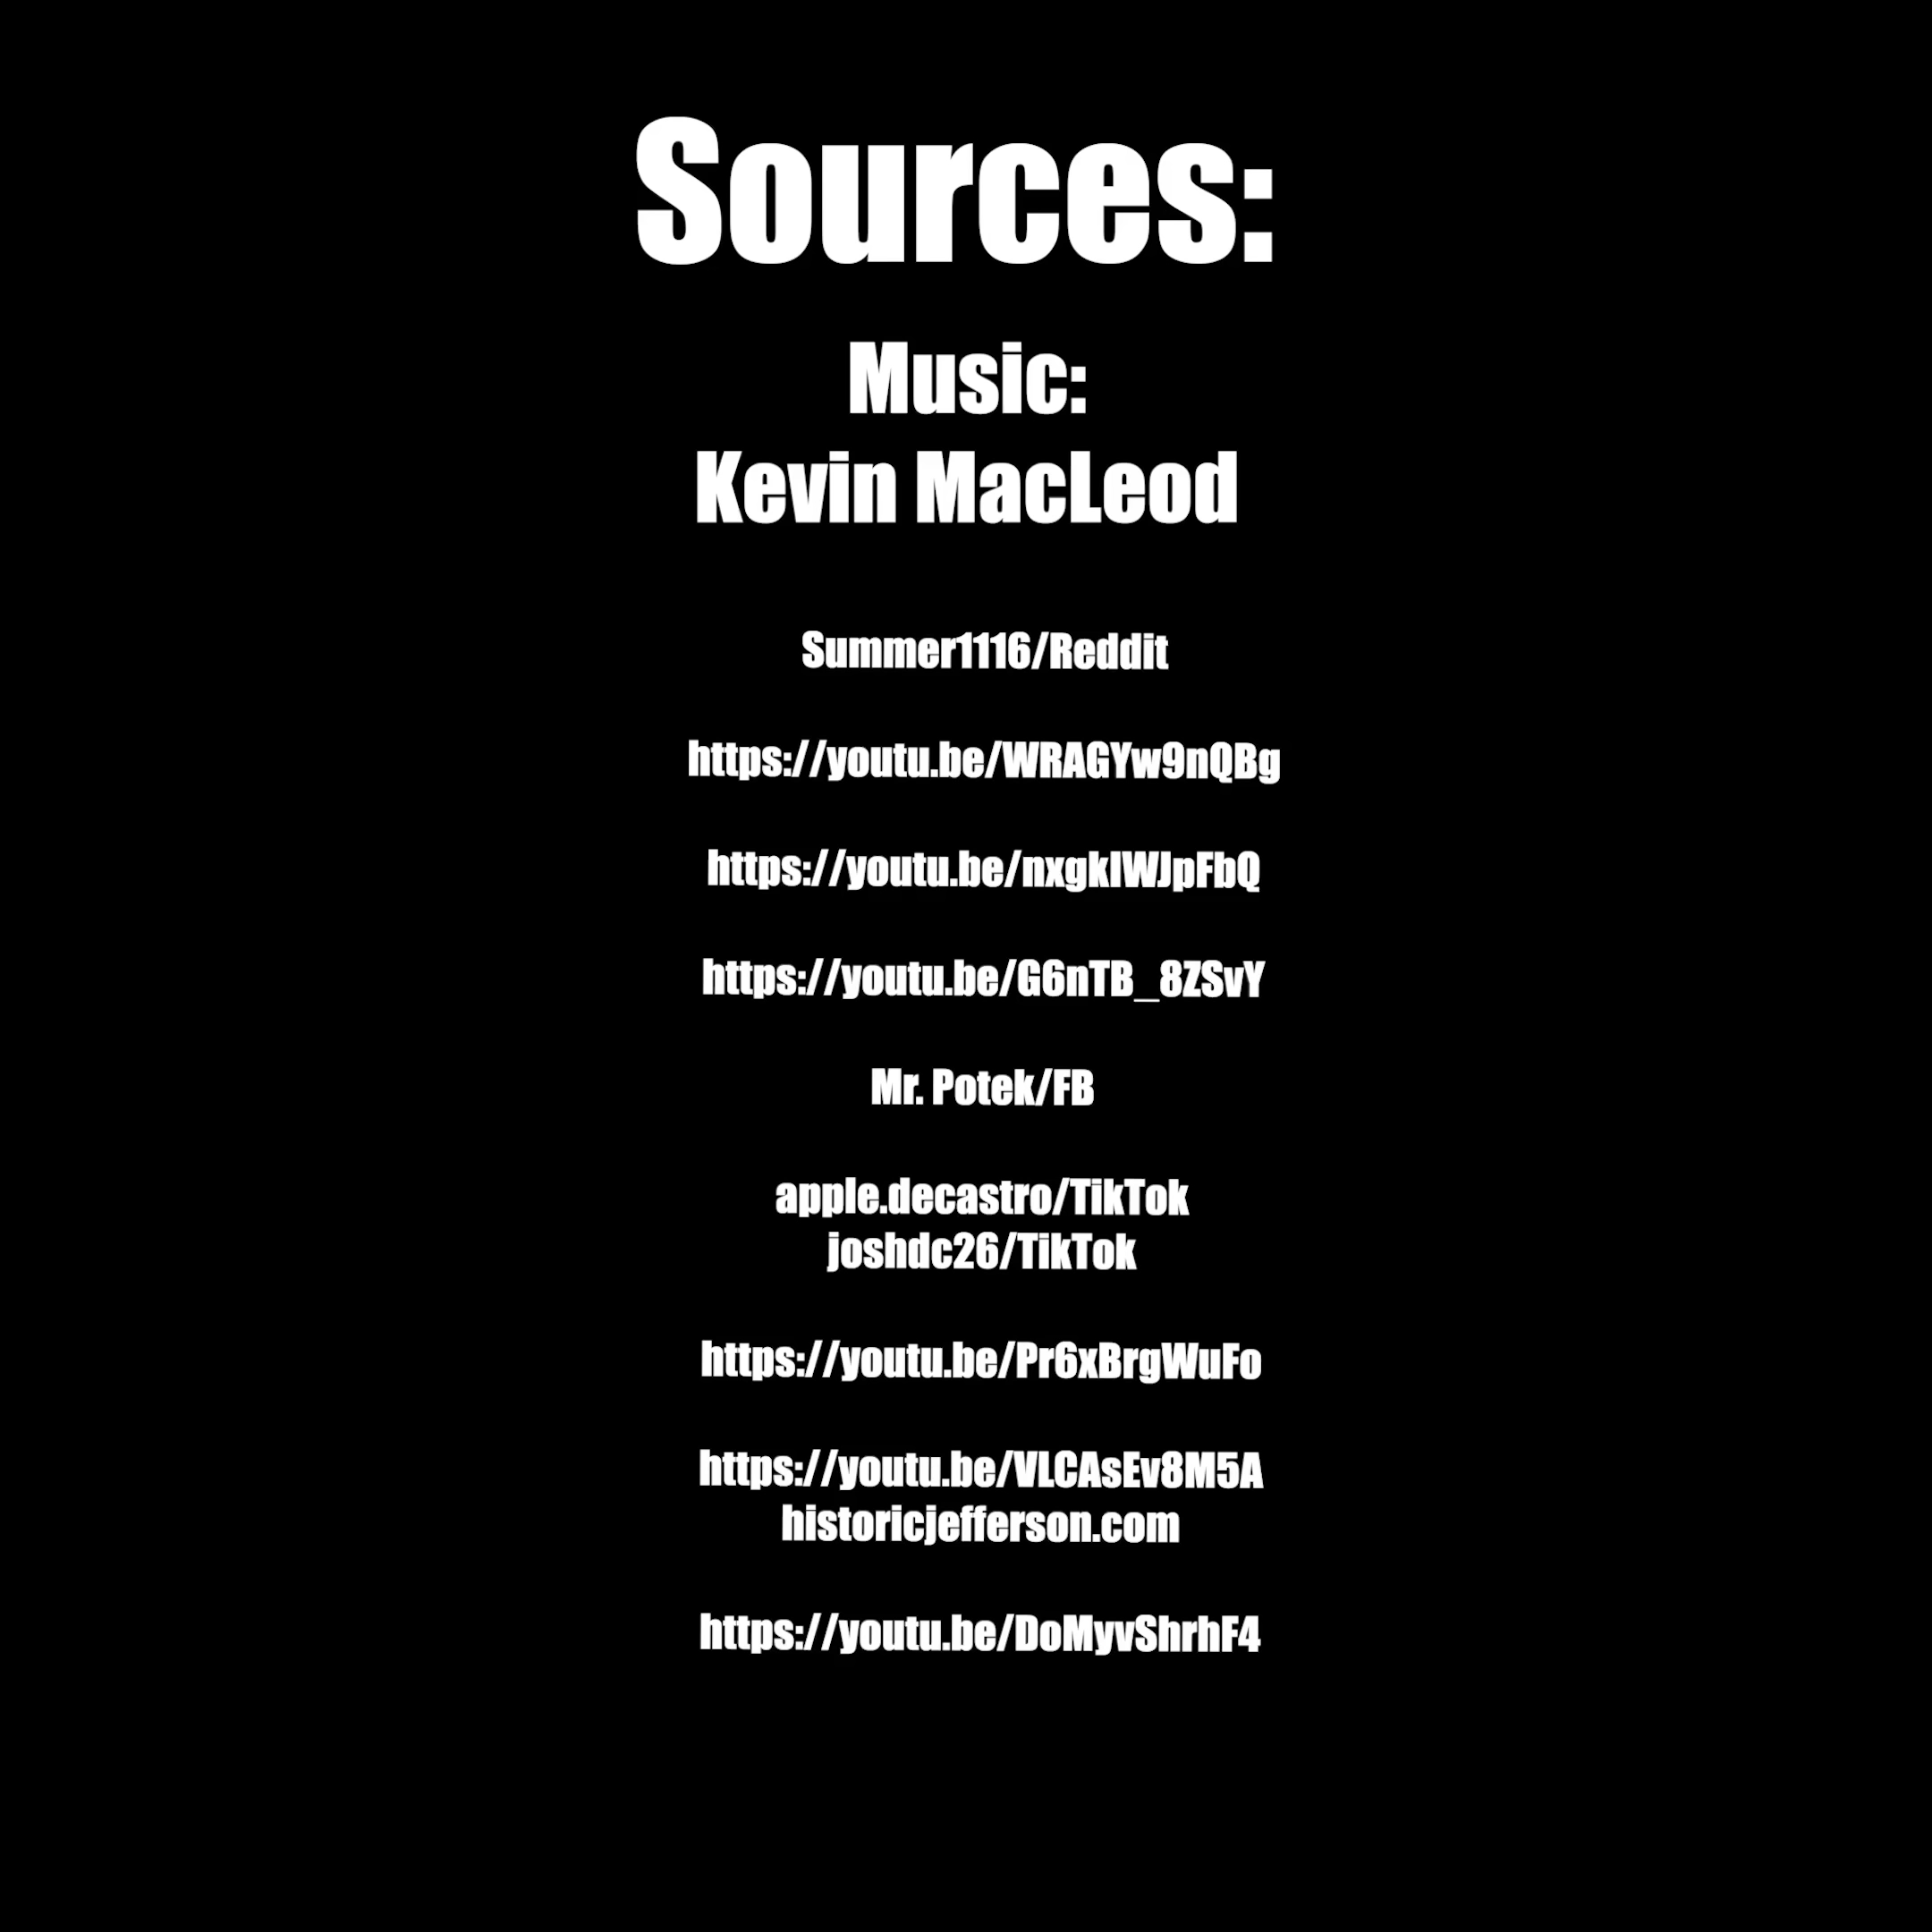 Sources:
Music:
Kevin MacLeod
Summer1116/Reddit
https://youtu.be/WRAGYw9nQBg
https://youtu.be/nxgklWJpFbQ
https://youtu.be/G6nTB_8ZSvY
Mr. Potek/FB
apple.decastro/TikTok
joshdc26/TikTok
https://youtu.be/Pr6xBrgWuFo
https://youtu.be/VLCAsEv8M5A
historicjefferson.com
https://youtu.be/DoMyvShrhF4